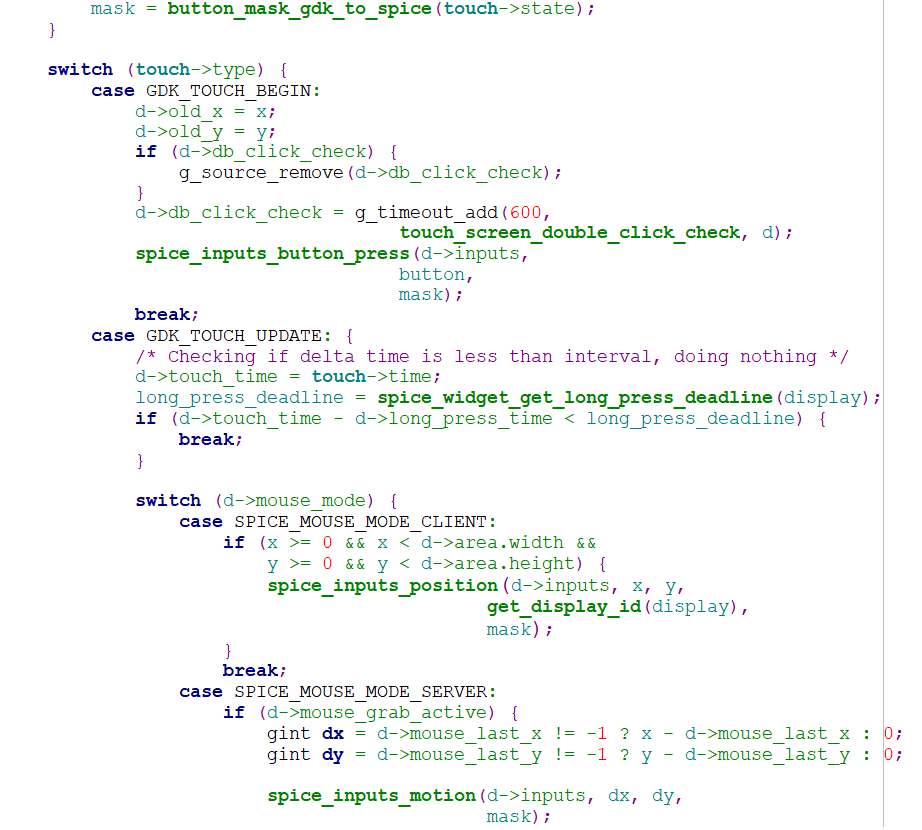 mask = button_mask_gdk_to_spice(touch->state);
}
switch (touch->type) {
case GDK_TOUCH_BEGIN:
d->old_x = x;
d->old_y = y;
if (d->db_click_check) {
g_source_remove(d->db_click_check);
}
d->db_click_check = g_timeout_add(600,
touch_screen_double_click_check, d);
spice_inputs_button_press(d->inputs,
button,
mask);
break;
case GDK_TOUCH_UPDATE: {
/* Checking if delta time is less than interval, doing nothing */
d->touch_time = touch->time;
long_press_deadline = spice_widget_get_long_press_deadline(display);
if (d->touch_time - d->long_press_time < long_press_deadline) {
break;
}
switch (d->mouse_mode) {
case SPICE_MOUSE_MODE_CLIENT:
if (x >= 0 && x < d->area.width &&
y >= 0 && y < d->area.height) {
spice_inputs_position(d->inputs, x, y,
get_display_id(display),
mask);
}
break;
case SPICE_MOUSE_MODE_SERVER:
if (d->mouse_grab_active) {
gint dx = d->mouse_last_x != -1 ? x - d->mouse_last_x : 0;
gint dy = d->mouse_last_y != -1 ? y - d->mouse_last_y : 0;
spice_inputs_motion(d->inputs, dx, dy,
mask);